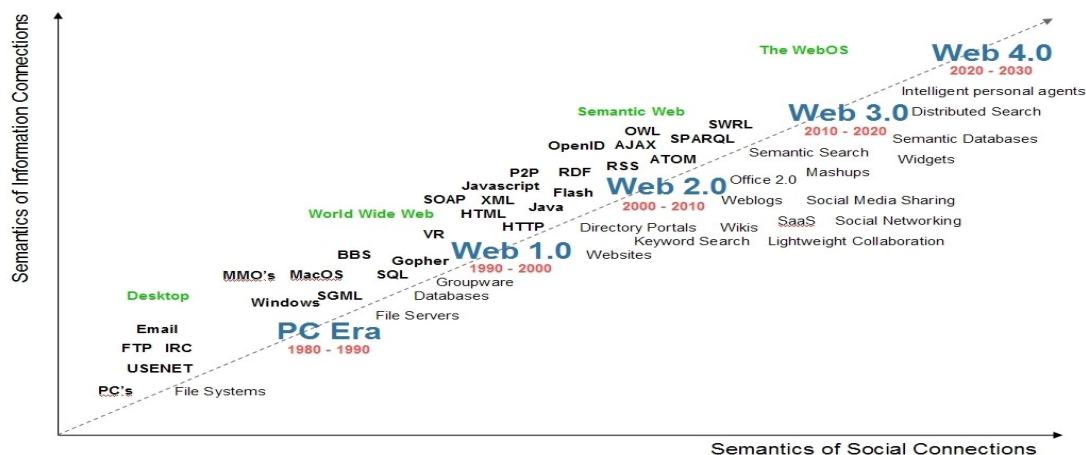 Semantics of Information Connections
The WebOS
Web 4.0
2020 - 2030
Intelligent personal agents
Semantic Web
Web 3.0
Distributed Search
2010 - 2020
SWRL
OWL
SPARQL
Semantic Databases
OpenID
AJAX
Semantic Search
Widgets
RSS
ATOM
P2P
RDF
Mashups
Javascript
Web 2.0
Office 2.0
Flash
SOAP
XML
Weblogs
Social Media Sharing
Java
2000 - 2010
World Wide Web
HTML
SaaS
Social Networking
HTTP
Directory Portals
Wikis
VR
Keyword Search
Lightweight Collaboration
Web 1.0
Websites
BBS
Gopher
1990 - 2000
MMO's
MacOS
SQL
Groupware
Desktop
SGML
Databases
Windows
File Servers
Email
PC Era
FTP
IRC
1980 - 1990
USENET
PC's
File Systems
Semantics of Social Connections